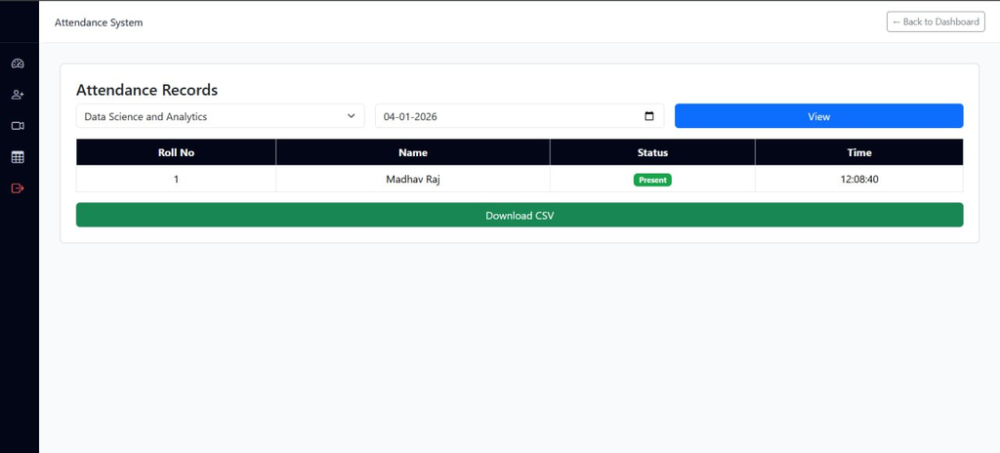 Attendance System
← Back to Dashboard
Attendance Records
Data Science and Analytics
04-01-2026
View
Roll No Name Status Time
1 Madhav Raj Present 12:08:40
Download CSV